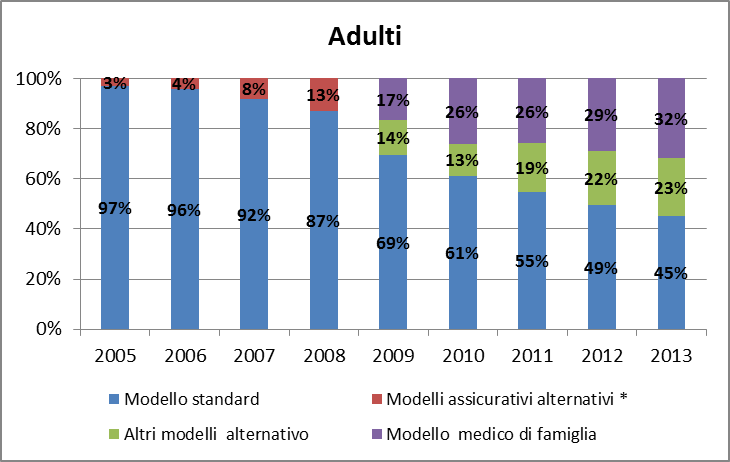 Adulti
100%
80%
60%
40%
20%
0%
3% 4% 8% 13% 17% 26% 26% 29% 32%
14% 13% 19% 22% 23%
97% 96% 92% 87% 69% 61% 55% 49% 45%
2005 2006 2007 2008 2009 2010 2011 2012 2013
Modello standard Modelli assicurativi alternativi *
Altri modelli alternativo Modello medico di famiglia